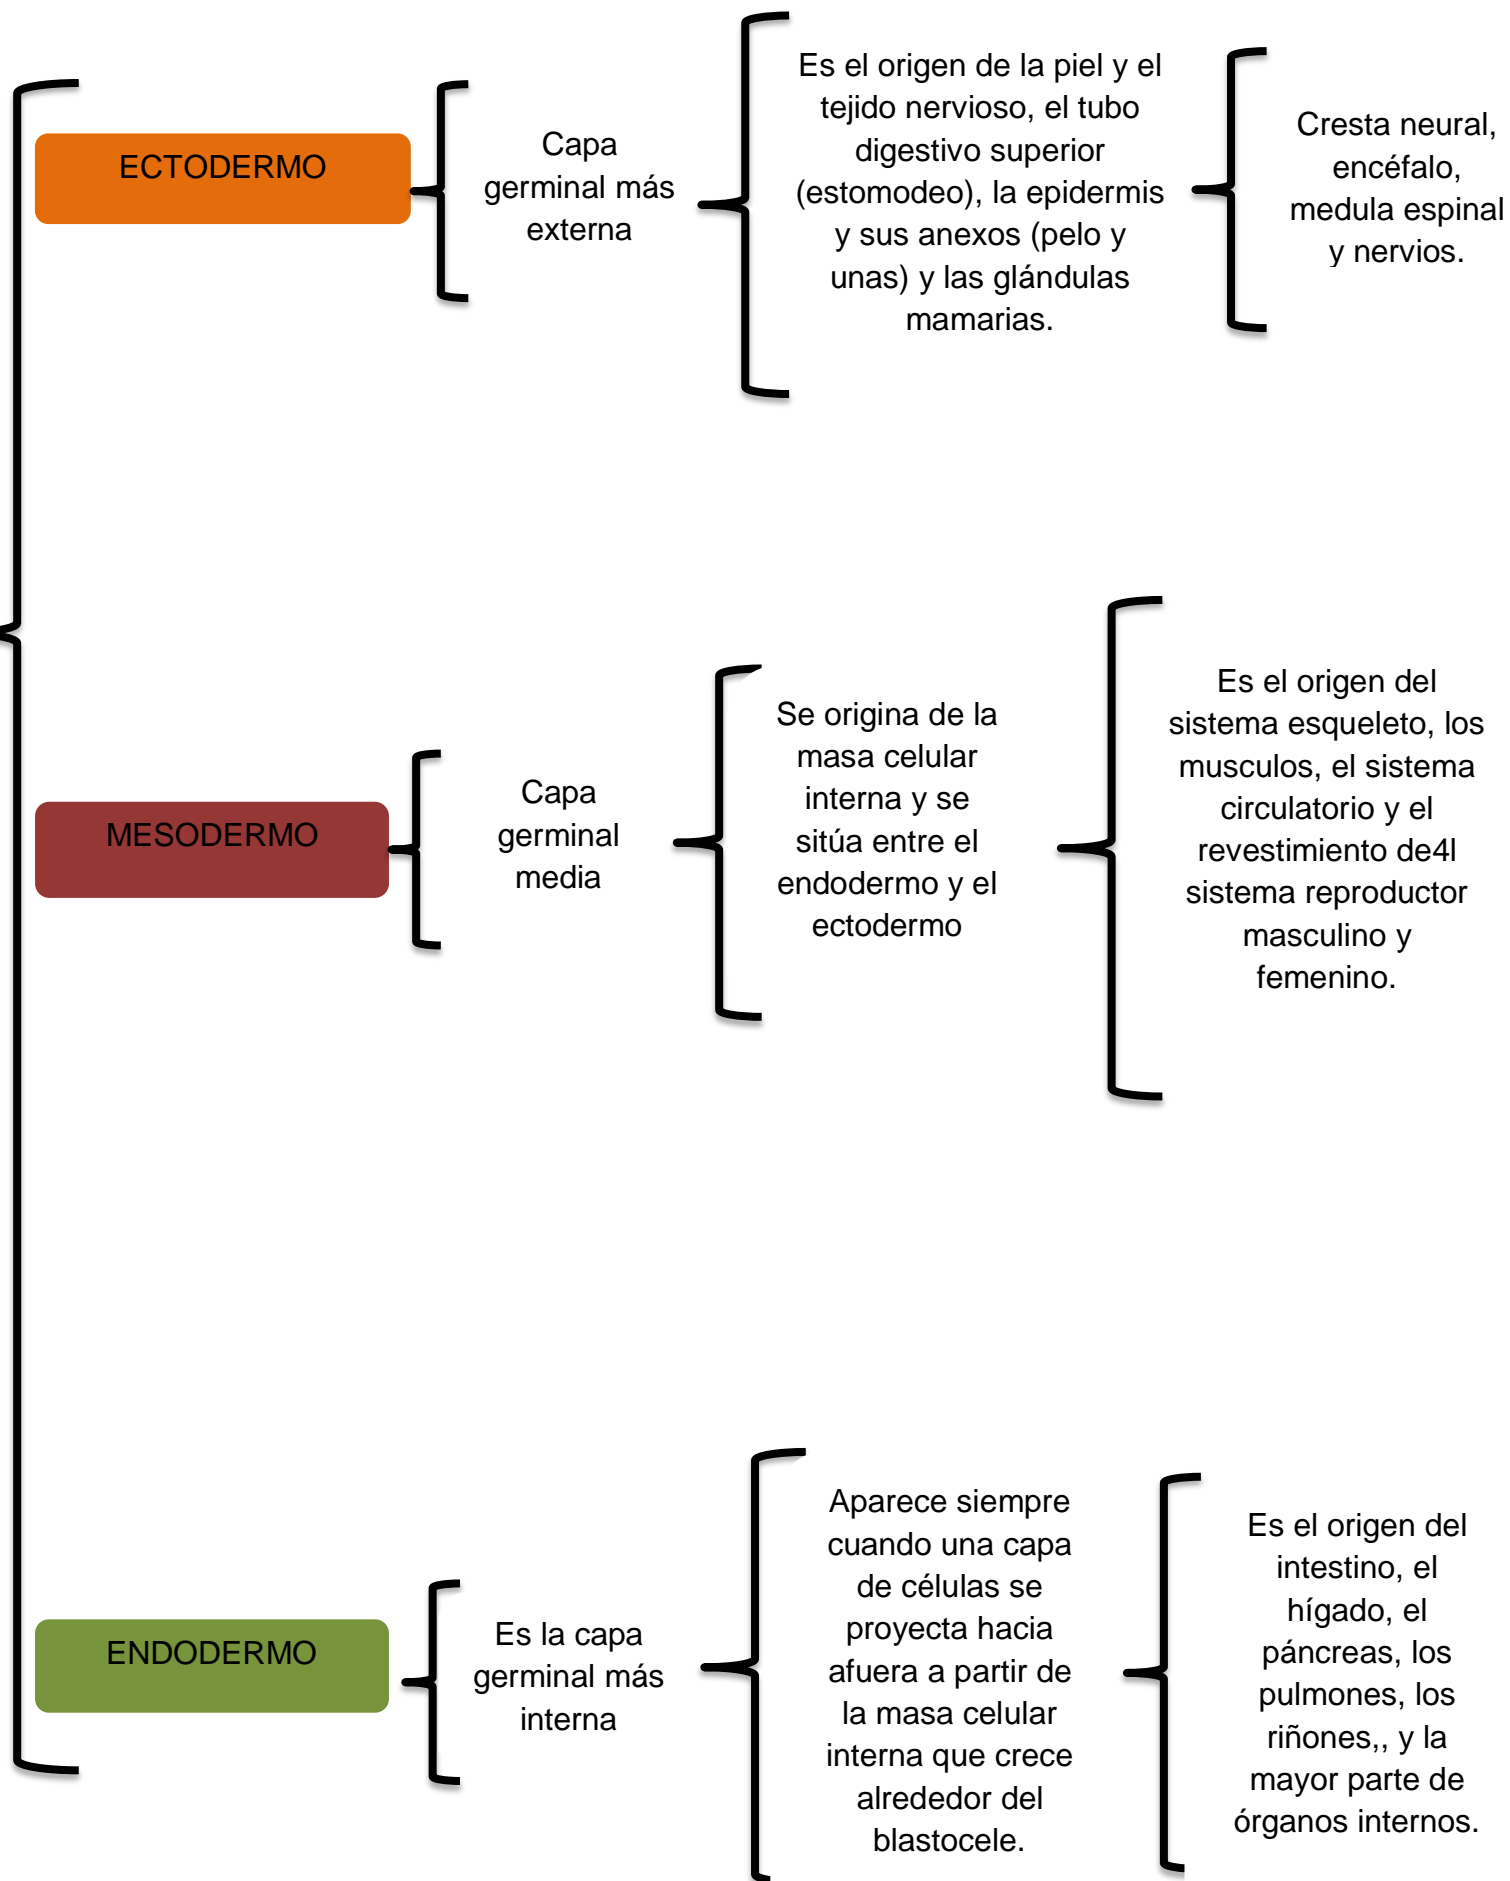 ECTODERMO
Capa
germinal más
externa
Es el origen de la piel y el
tejido nervioso, el tubo
digestivo superior
(estomodeo), la epidermis
y sus anexos (pelo y
unas) y las glándulas
mamarias.
Cresta neural,
encéfalo,
medula espinal
y nervios.
MESODERMO
Capa
germinal
media
Se origina de la
masa celular
interna y se
sitúa entre el
endodermo y el
ectodermo
Es el origen del
sistema esqueleto, los
musculos, el sistema
circulatorio y el
revestimiento de4l
sistema reproductor
masculino y
femenino.
ENDODERMO
Es la capa
germinal más
interna
Aparece siempre
cuando una capa
de células se
proyecta hacia
afuera a partir de
la masa celular
interna que crece
alrededor del
blastocele.
Es el origen del
intestino, el
hígado, el
páncreas, los
pulmones, los
riñones,, y la
mayor parte de
órganos internos.